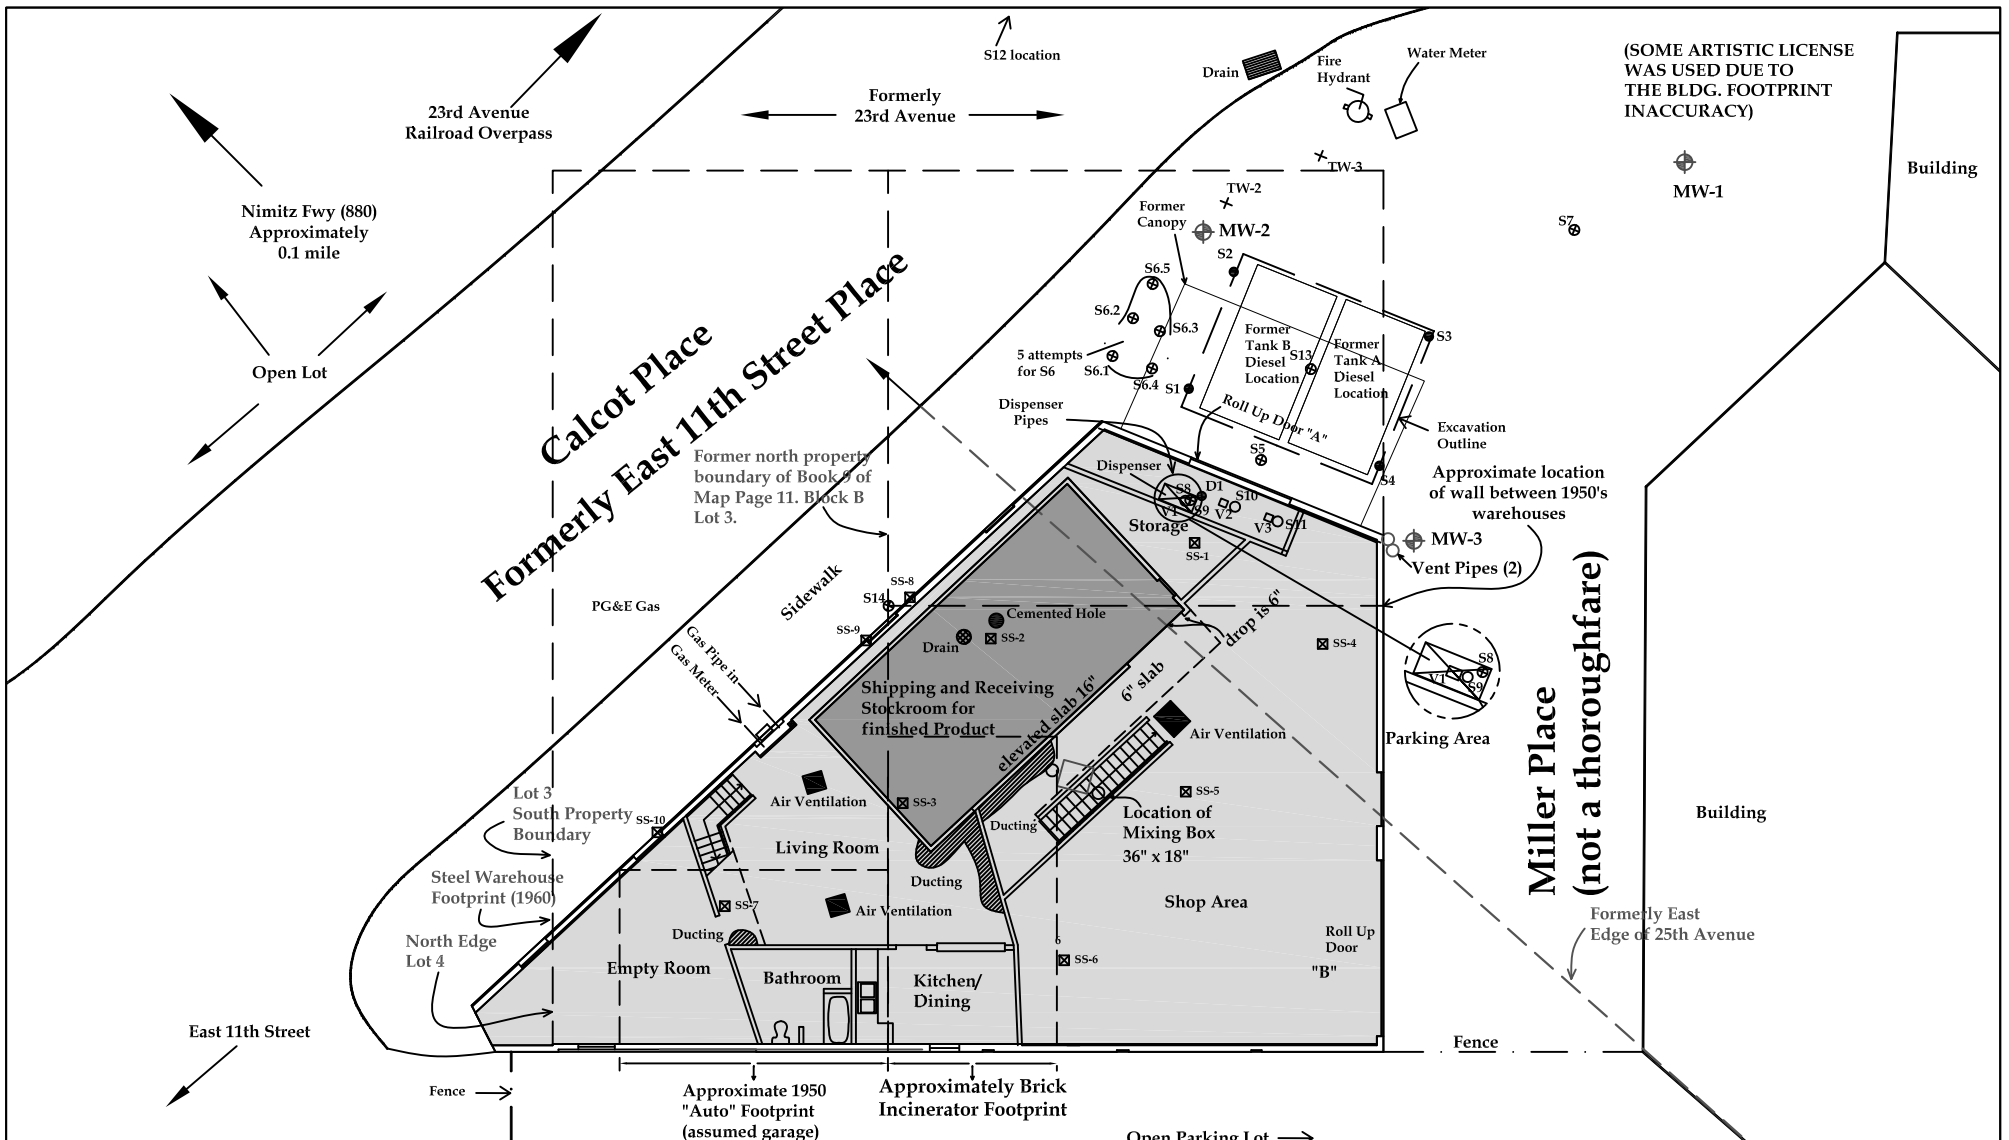 S12 location
Drain
Fire
Hydrant
Water Meter
(SOME ARTISTIC LICENSE
WAS USED DUE TO
THE BLDG. FOOTPRINT
INACCURACY)
23rd Avenue
Railroad Overpass
Formerly
23rd Avenue
TW-3
MW-1
Building
Nimitz Fwy (880)
Approximately
0.1 mile
TW-2
Former
Canopy
MW-2
S7
S2
S6.5
S6.2
S6.3
5 attempts
for S6
S6.1
S6.4
S1
Former
Tank B
Diesel
Location
S13
Former
Tank A
Diesel
Location
S3
Open Lot
Calcot Place
Formerly East 11th Street Place
Dispenser
Pipes
Roll Up Door "A"
Excavation
Outline
S5
S4
Former north property
boundary of Book 9 of
Map Page 11. Block B
Lot 3.
Dispenser
S8
D1
V1
S9
S10
V2
V3
S11
Storage
SS-1
Approximate location
of wall between 1950's
warehouses
MW-3
Vent Pipes (2)
Sidewalk
SS-8
S14
PG&E Gas
SS-9
Gas Pipe in
Gas Meter
Cemented Hole
Drain
SS-2
drop is 6"
SS-4
Shipping and Receiving
Stockroom for
finished Product
elevated slab 16"
6" slab
S8
V1
S9
Air Ventilation
Parking Area
Miller Place
(not a thoroughfare)
Lot 3
South Property
Boundary
SS-10
Air Ventilation
SS-3
SS-5
Ducting
Location of
Mixing Box
36" x 18"
Building
Living Room
Steel Warehouse
Footprint (1960)
Ducting
SS-7
Air Ventilation
Shop Area
Formerly East
Edge of 25th Avenue
North Edge
Lot 4
Ducting
Roll Up
Door
"B"
6
SS-6
Empty Room
Bathroom
Kitchen/
Dining
East 11th Street
Fence
Fence
Approximate 1950
"Auto" Footprint
(assumed garage)
Approximately Brick
Incinerator Footprint
Open Parking Lot